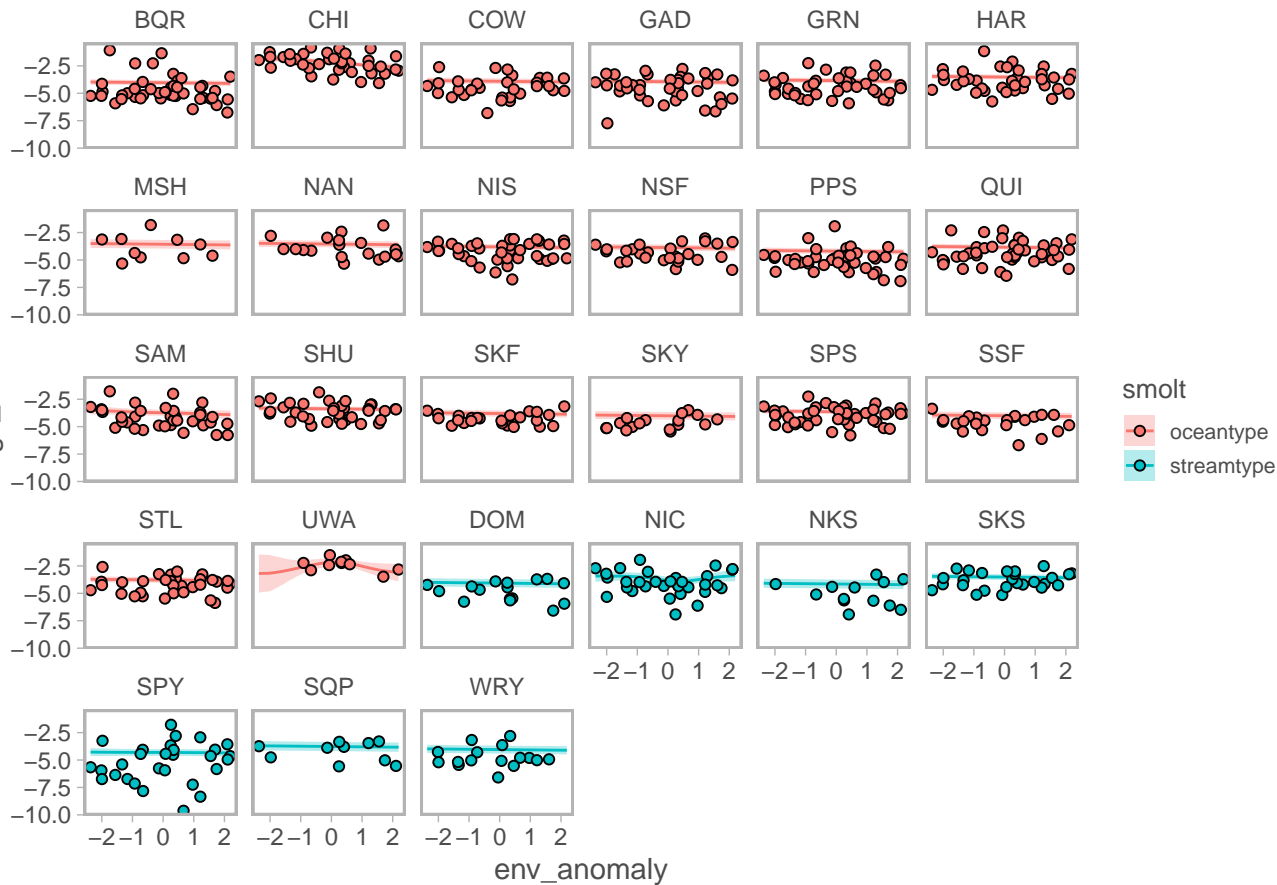 BQR CHI COW GAD GRN HAR
−2.5
−5.0
−7.5
−10.0
MSH NAN NIS NSF PPS QUI
−2.5
−5.0
−7.5
−10.0
SAM SHU SKF SKY SPS SSF
−2.5
−5.0
−7.5
−10.0
smolt
oceantype
streamtype
STL UWA DOM NIC NKS SKS
−2.5
−5.0
−7.5
−10.0
−2 −1 0 1 2 −2 −1 0 1 2 −2 −1 0 1 2
SPY SQP WRY
−2.5
−5.0
−7.5
−10.0
−2 −1 0 1 2 −2 −1 0 1 2 −2 −1 0 1 2
env_anomaly